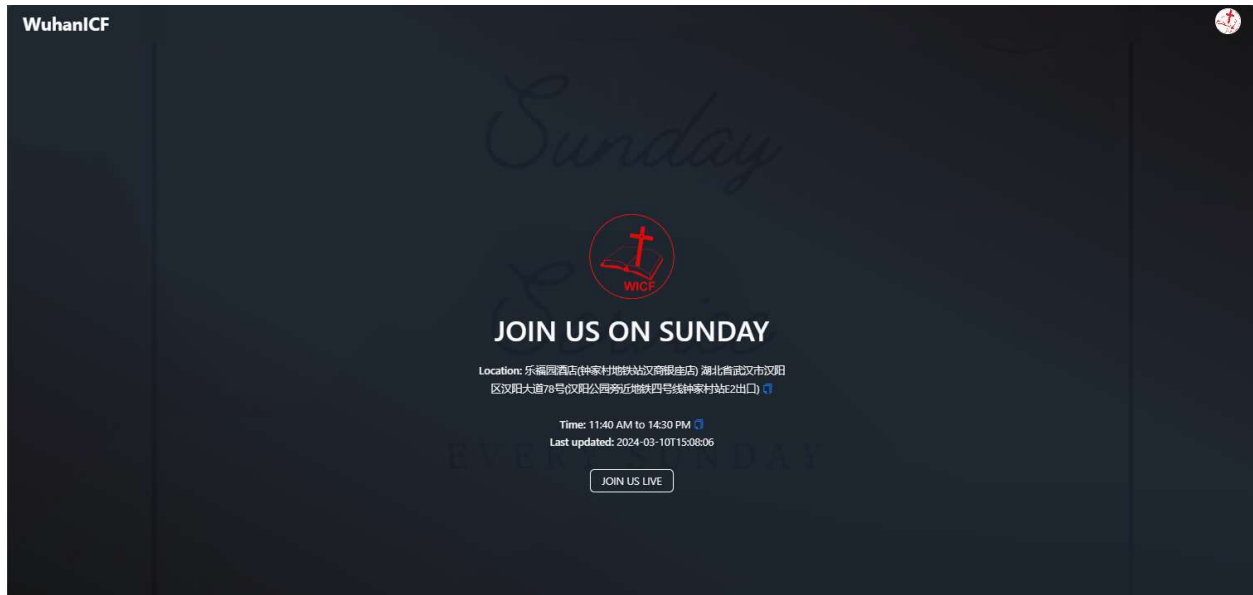 WuhanICF
Sunday
WICF
Service
JOIN US ON SUNDAY
Location: 乐福园酒店(钟家村地铁站汉商银座店) 湖北省武汉市汉阳
区汉阳大道78号(汉阳公园旁近地铁四号线钟家村站E2出口)
Time: 11:40 AM to 14:30 PM
Last updated: 2024-03-10T15:08:06
EVERY SUNDAY
JOIN US LIVE